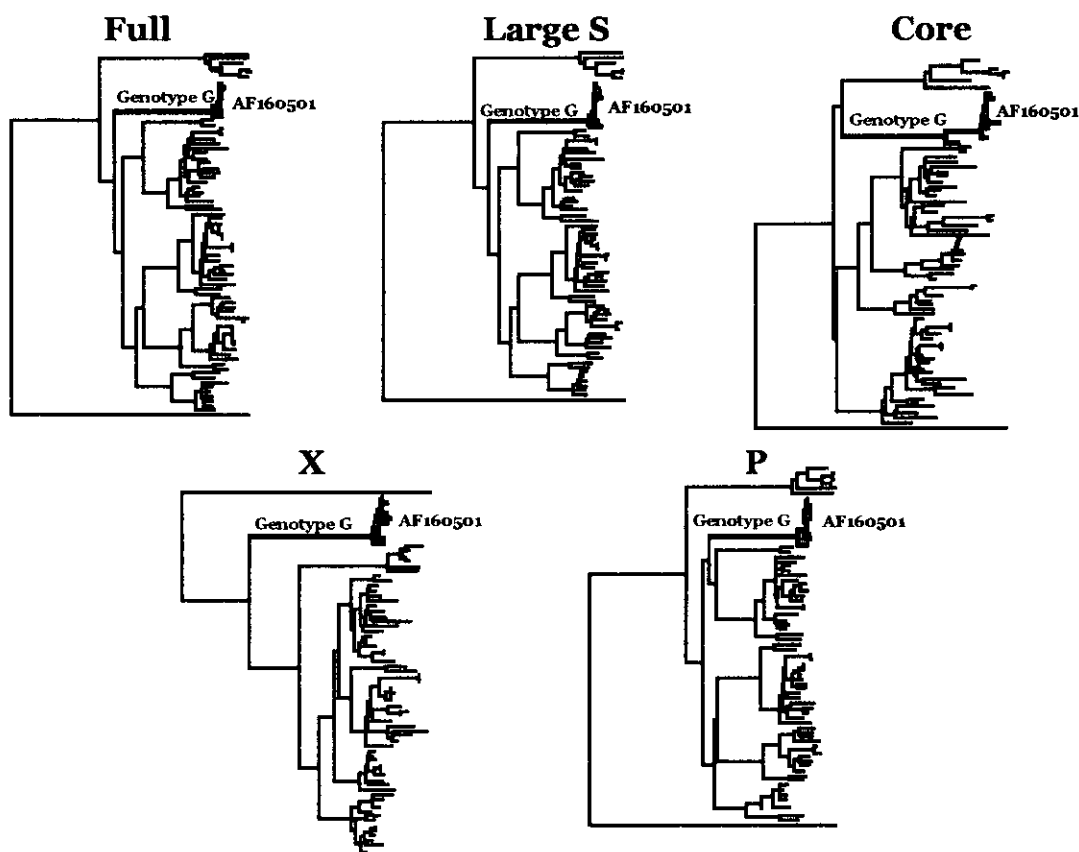 Full
Large S
Core
Genotype G
AF160501
Genotype G
AF160501
Genotype G
AF160501
X
P
Genotype G
AF160501
Genotype G
AF160501